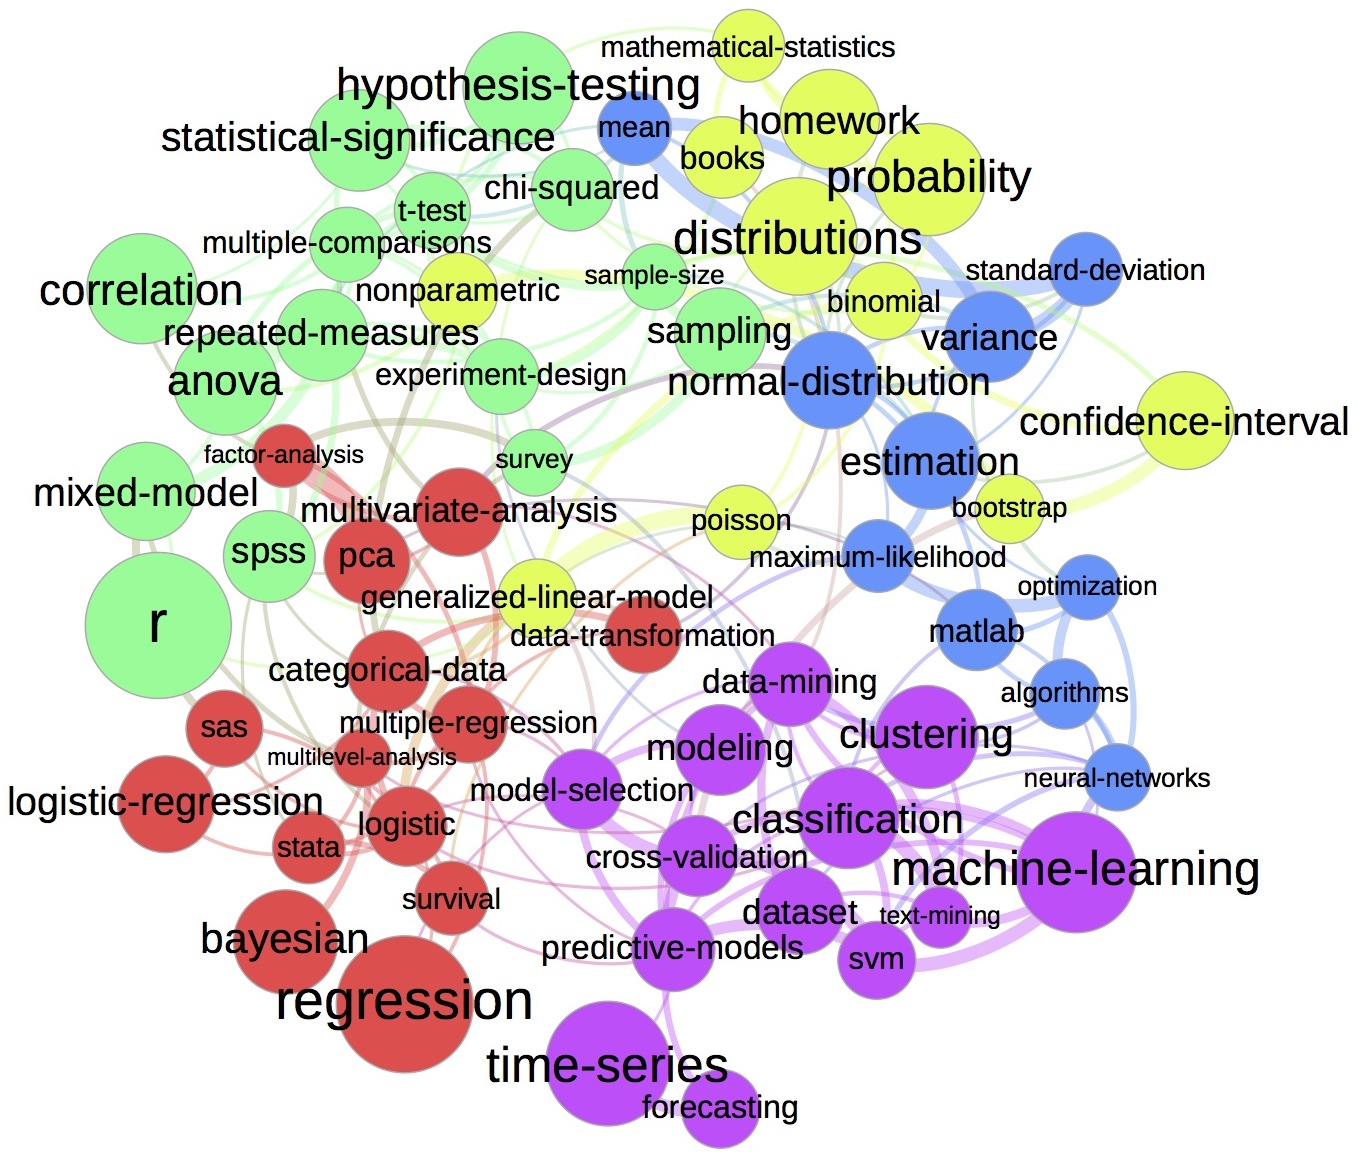 mathematical-statistics
hypothesis-testing
homework
mean
statistical-significance
books
probability
chi-squared
t-test
distributions
multiple-comparisons
standard-deviation
sample-size
correlation
nonparametric
binomial
repeated-measures
sampling
variance
anova
experiment-design
normal-distribution
confidence-interval
factor-analysis
survey
estimation
mixed-model
multivariate-analysis
bootstrap
poisson
spss
pca
maximum-likelihood
optimization
generalized-linear-model
r
data-transformation
matlab
categorical-data
data-mining
algorithms
sas
multiple-regression
clustering
modeling
multilevel-analysis
neural-networks
model-selection
logistic-regression
logistic
classification
stata
cross-validation
machine-learning
survival
dataset
text-mining
bayesian
predictive-models
svm
regression
time-series
forecasting